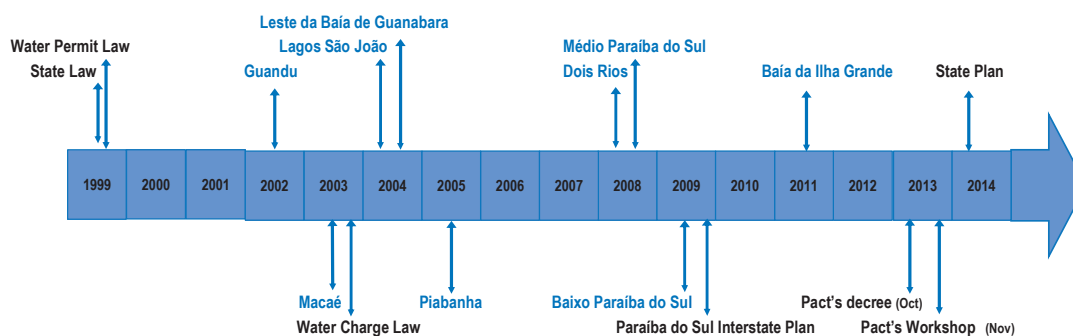 Leste da Baía de Guanabara
Water Permit Law
Lagos São João
Médio Paraíba do Sul
State Law
Guandu
Dois Rios
Baía da Ilha Grande
State Plan
1999 2000 2001 2002 2003 2004 2005 2006 2007 2008 2009 2010 2011 2012 2013 2014
Macaé
Piabanha
Baixo Paraíba do Sul
Pact's decree (Oct)
Water Charge Law
Paraíba do Sul Interstate Plan
Pact's Workshop (Nov)